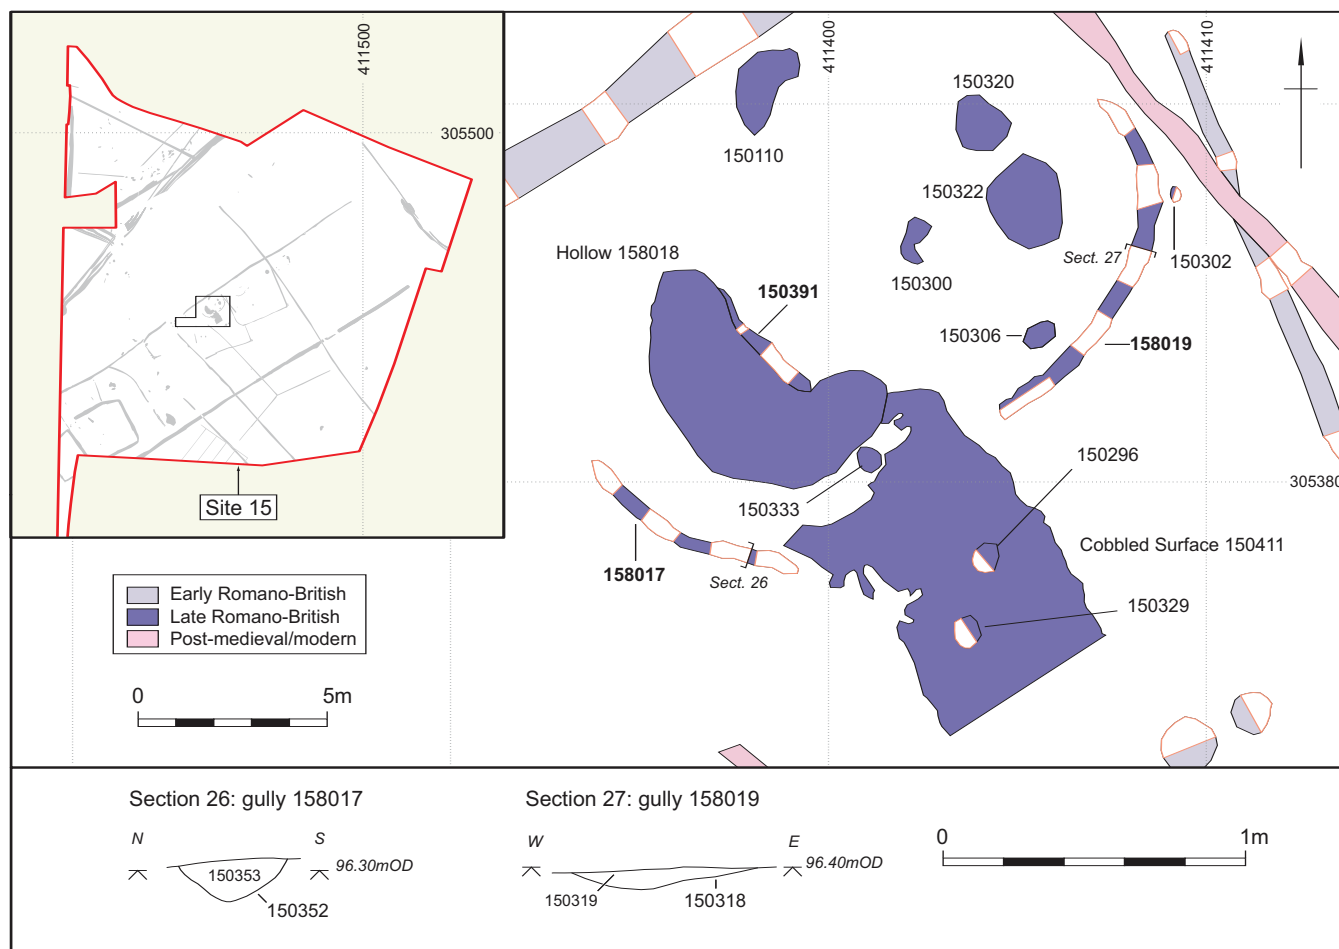 411500
305500
Site 15
Early Romano-British
Late Romano-British
Post-medieval/modern
0 5m
411400
411410
150320
150110
150322
Hollow 158018
Sect. 27
150302
150300
150391
150306
158019
150296
150333
305380
Cobbled Surface 150411
158017
Sect. 26
150329
Section 26: gully 158017
N S
96.30mOD
150353
150352
Section 27: gully 158019
W E
96.40mOD
150319
150318
0 1m